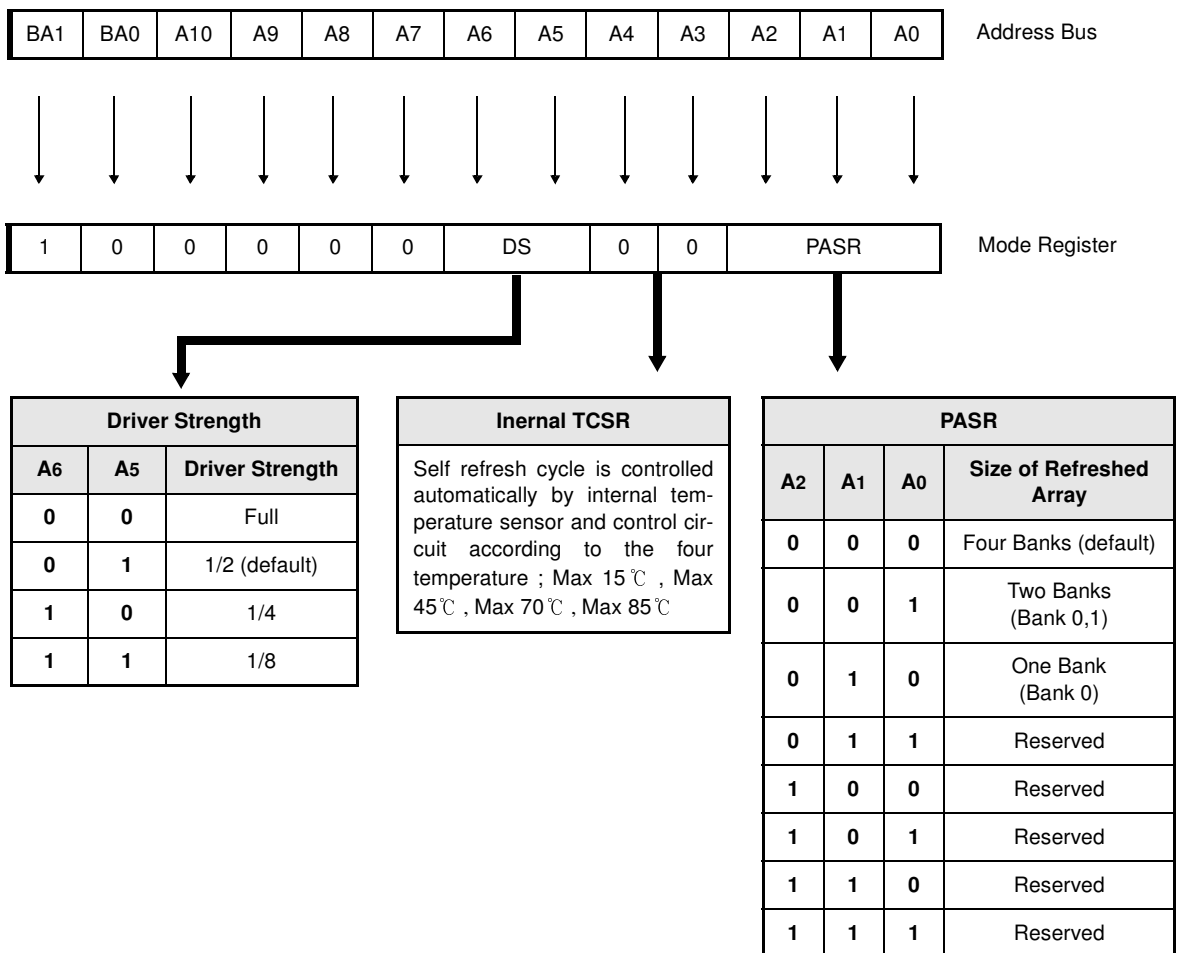 BA1 BA0 A10 A9 A8 A7 A6 A5 A4 A3 A2 A1 A0 Address Bus
1 0 0 0 0 0 DS 0 0 PASR Mode Register
Driver Strength
A6 A5 Driver Strength
0 0 Full
0 1 1/2 (default)
1 0 1/4
1 1 1/8
Inernal TCSR
Self refresh cycle is controlled
automatically by internal tem-
perature sensor and control cir-
cuit according to the four
temperature ; Max 15℃ , Max
45℃ , Max 70℃ , Max 85℃
PASR
A2 A1 A0 Size of Refreshed
Array
0 0 0 Four Banks (default)
0 0 1 Two Banks
(Bank 0,1)
0 1 0 One Bank
(Bank 0)
0 1 1 Reserved
1 0 0 Reserved
1 0 1 Reserved
1 1 0 Reserved
1 1 1 Reserved